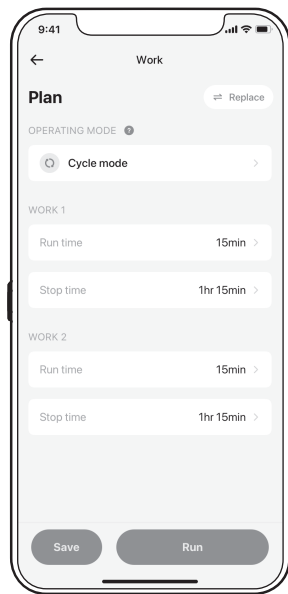 9:41
Work
Plan
Replace
OPERATING MODE ?
Cycle mode
WORK 1
Run time 15min
Stop time 1hr 15min
WORK 2
Run time 15min
Stop time 1hr 15min
Save Run